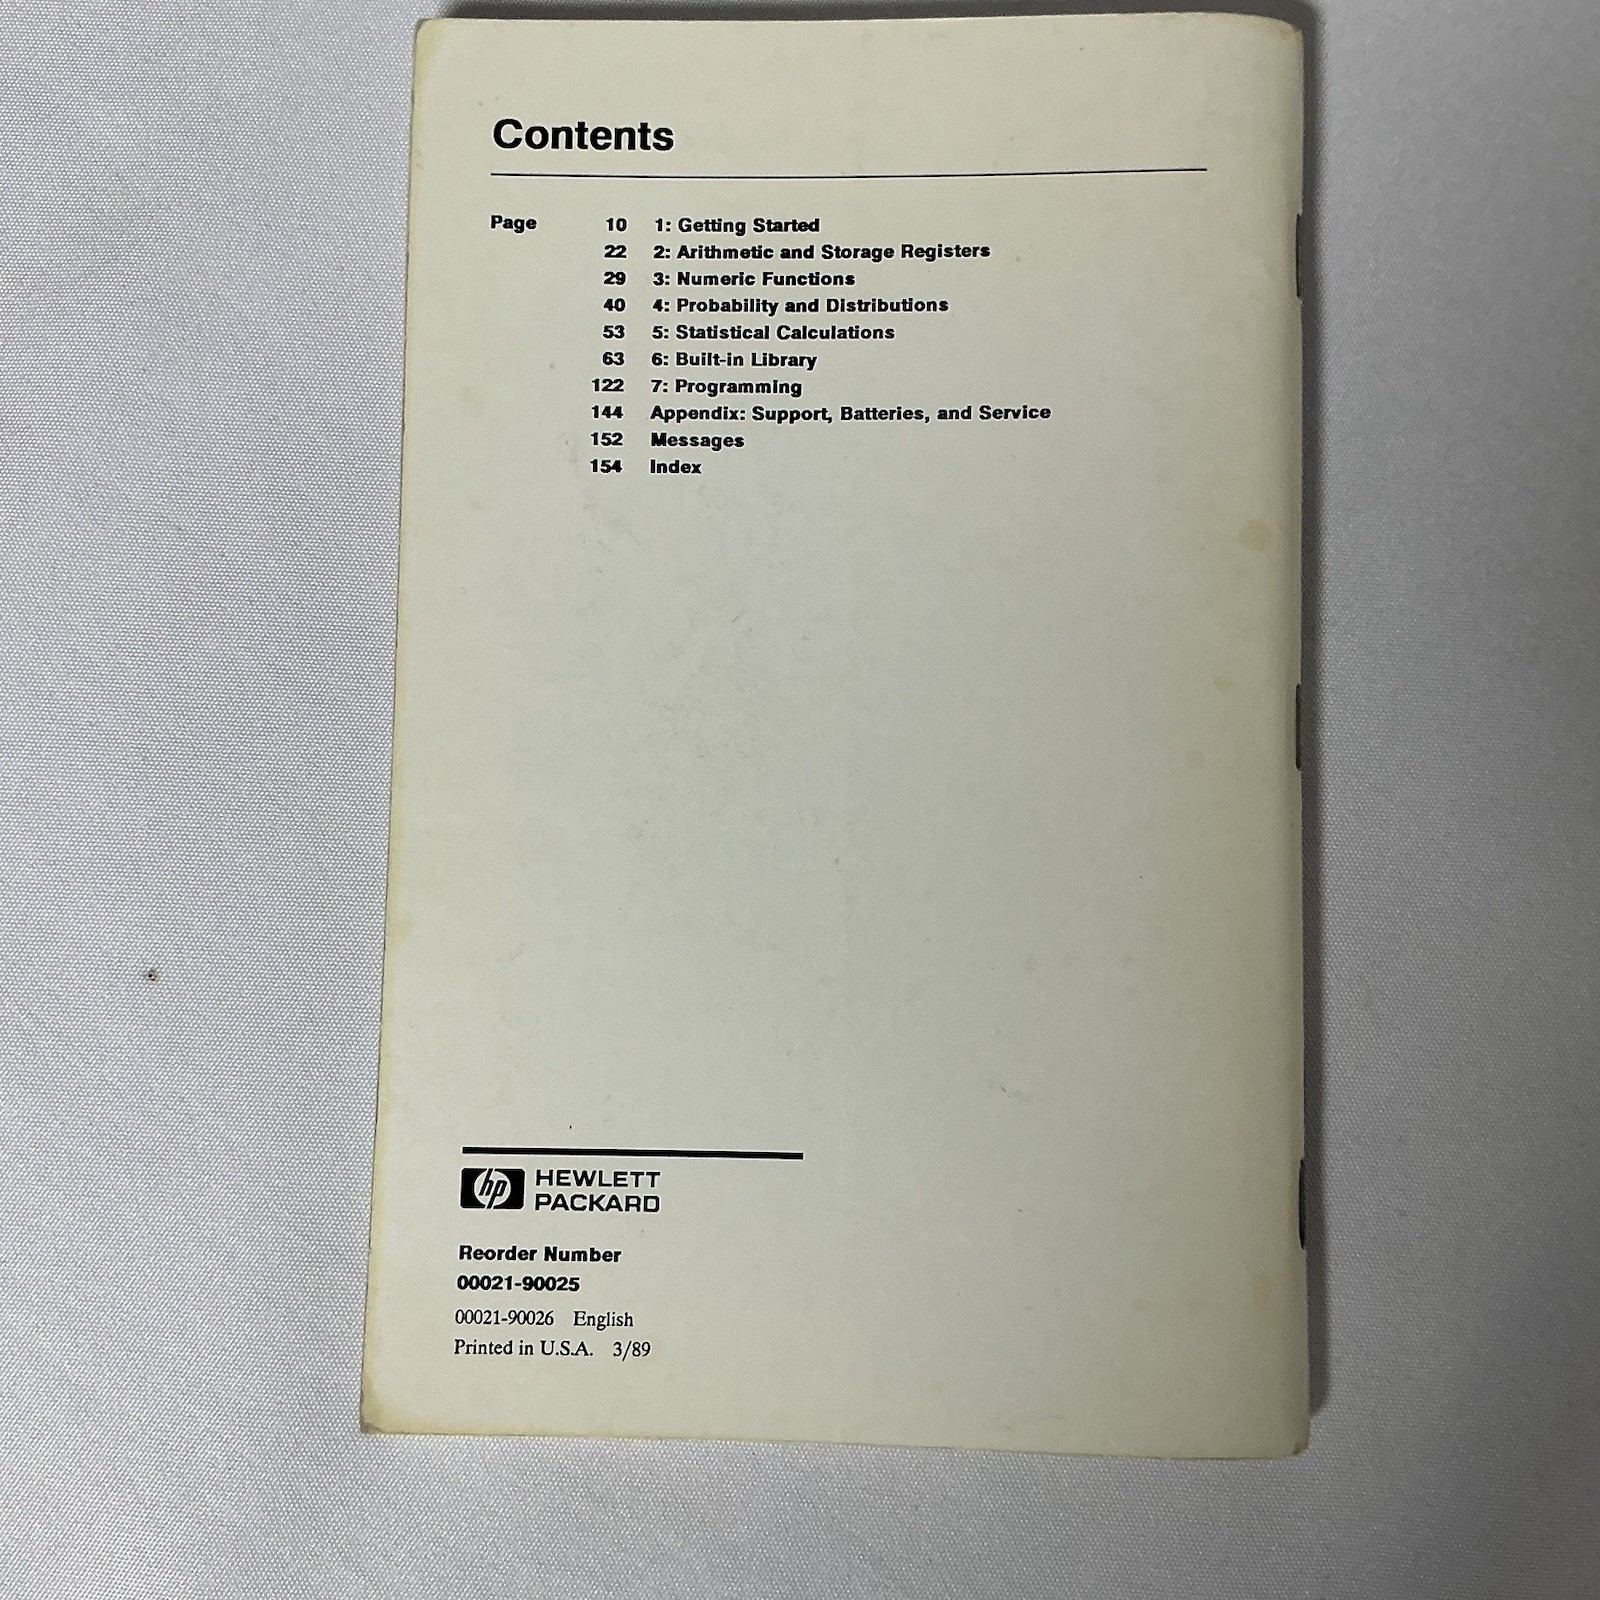 Contents
Page 10 1: Getting Started
22 2: Arithmetic and Storage Registers
29 3: Numeric Functions
40 4: Probability and Distributions
53 5: Statistical Calculations
63 6: Built-in Library
122 7: Programming
144 Appendix: Support, Batteries, and Service
152 Messages
154 Index
hp HEWLETT
PACKARD
Reorder Number
00021-90025
00021-90026 English
Printed in U.S.A. 3/89